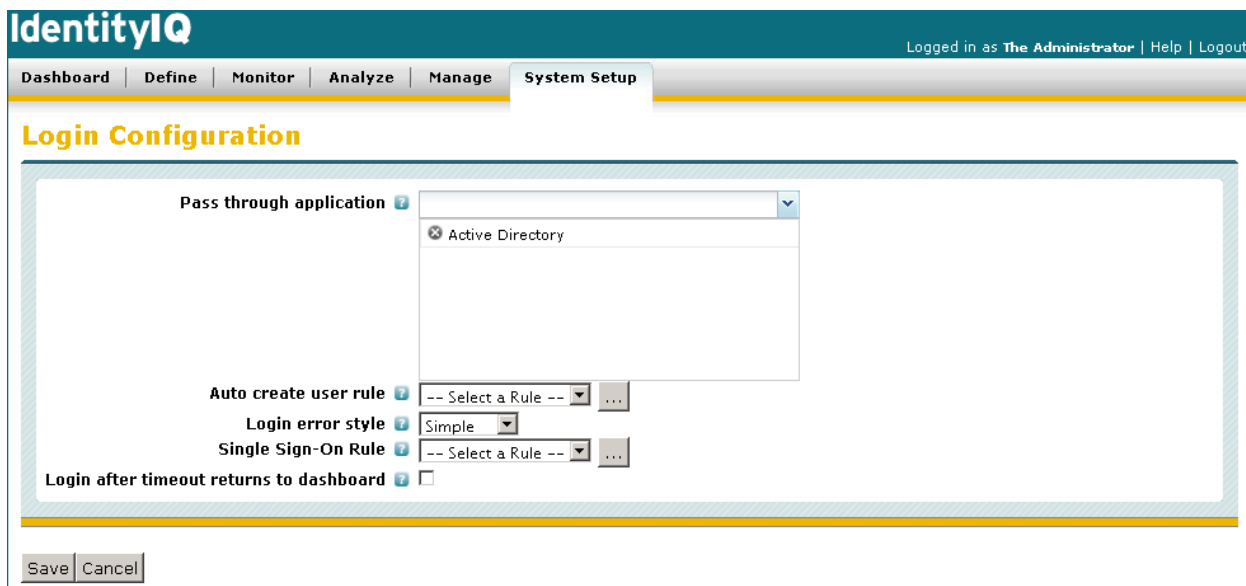 IdentityIQ
Logged in as The Administrator | Help | Logout
Dashboard | Define | Monitor | Analyze | Manage System Setup
Login Configuration
Pass through application ?
Active Directory
Auto create user rule ? -- Select a Rule -- ...
Login error style ? Simple
Single Sign-On Rule ? -- Select a Rule -- ...
Login after timeout returns to dashboard ?
Save Cancel